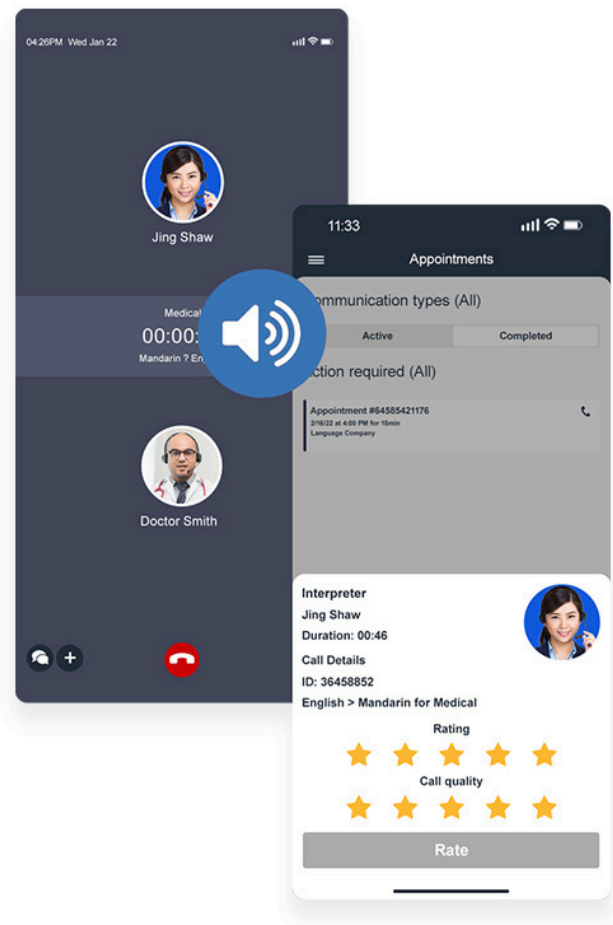 04:26PM Wed Jan 22
Jing Shaw
Medical
00:00:
Mandarin ? En
Doctor Smith
11:33
Appointments
ommunication types (All)
Active
Completed
ction required (All)
Appointment #64585421176
2/16/22 at 4:00 PM for 15min
Language Company
Interpreter
Jing Shaw
Duration: 00:46
Call Details
ID: 36458852
English > Mandarin for Medical
Rating
Call quality
Rate